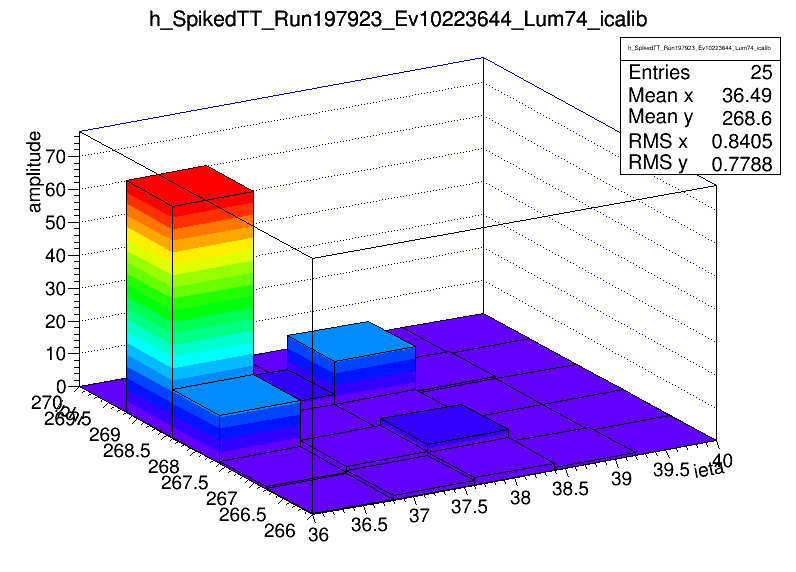 h_SpikedTT_Run197923_Ev10223644_Lum74_icalib
h_SpikedTT_Run197923_Ev10223644_Lum74_icalib
Entries 25
Mean x 36.49
Mean y 268.6
RMS x 0.8405
RMS y 0.7788
amplitude
70
60
50
40
30
20
10
0
270
269.5
269
268.5
268
267.5
267
266.5
266
36
36.5
37
37.5
38
38.5
39
39.5
40
ieta